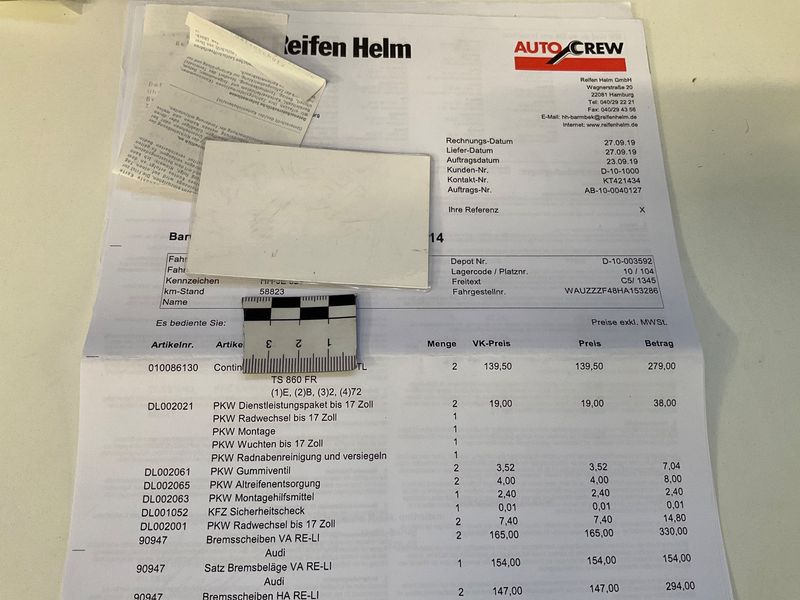 Reifen Helm
AUTO CREW
Reifen Helm GmbH
Wagnerstraße 20
22081 Hamburg
Tel: 040/29 22 21
Fax: 040/29 43 56
E-Mail: hh-barmbek@reifenhelm.de
Internet: www.reifenhelm.de
Rechnungs-Datum 27.09.19
Liefer-Datum 27.09.19
Auftragsdatum 23.09.19
Kunden-Nr. D-10-1000
Kontakt-Nr. KT421434
Auftrags-Nr. AB-10-0040127
Ihre Referenz X
14
Depot Nr. D-10-003592
Lagercode / Platznr. 10 / 104
Kennzeichen Freitext C5/ 1345
km-Stand 58823 Fahrgestellnr. WAUZZZF48HA153286
Name
Es bediente Sie: Preise exkl. MWSt.
Artikelnr. Menge VK-Preis Preis Betrag
010086130 2 139,50 139,50 279,00
TS 860 FR
(1)E, (2)B, (3)2, (4)72
DL002021 PKW Dienstleistungspaket bis 17 Zoll 2 19,00 19,00 38,00
PKW Radwechsel bis 17 Zoll 1
PKW Montage 1
PKW Wuchten bis 17 Zoll 1
PKW Radnabenreinigung und versiegeln 1
DL002061 PKW Gummiventil 2 3,52 3,52 7,04
DL002065 PKW Altreifenentsorgung 2 4,00 4,00 8,00
DL002063 PKW Montagehilfsmittel 1 2,40 2,40 2,40
DL001052 KFZ Sicherheitscheck 1 0,01 0,01 0,01
DL002001 PKW Radwechsel bis 17 Zoll 2 7,40 7,40 14,80
90947 Bremsscheiben VA RE-LI 2 165,00 165,00 330,00
Audi
90947 Satz Bremsbeläge VA RE-LI 1 154,00 154,00 154,00
Audi
90947 Bremsscheiben HA RE-LI 2 147,00 147,00 294,00
3 2 1